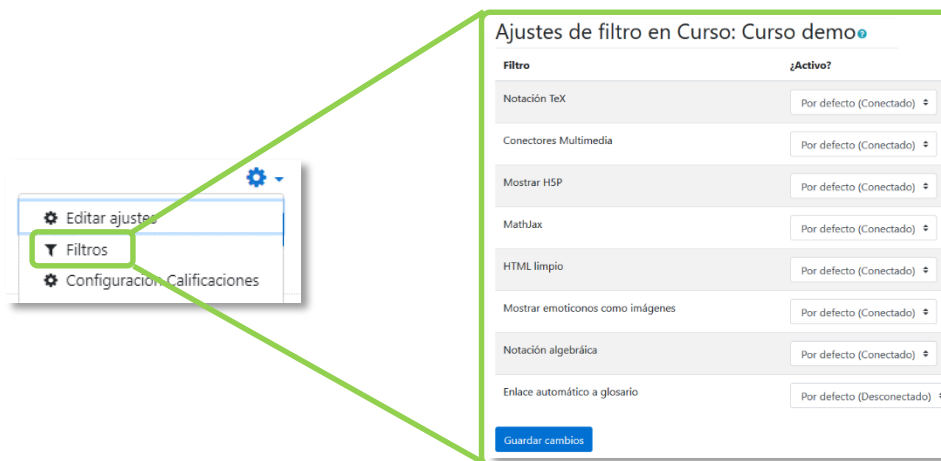 Editar ajustes
Filtros
Configuración Calificaciones
Ajustes de filtro en Curso: Curso demo
Filtro ¿Activo?
Notación TeX Por defecto (Conectado)
Conectores Multimedia Por defecto (Conectado)
Mostrar H5P Por defecto (Conectado)
MathJax Por defecto (Conectado)
HTML limpio Por defecto (Conectado)
Mostrar emoticonos como imágenes Por defecto (Conectado)
Notación algebráica Por defecto (Conectado)
Enlace automático a glosario Por defecto (Desconectado)
Guardar cambios